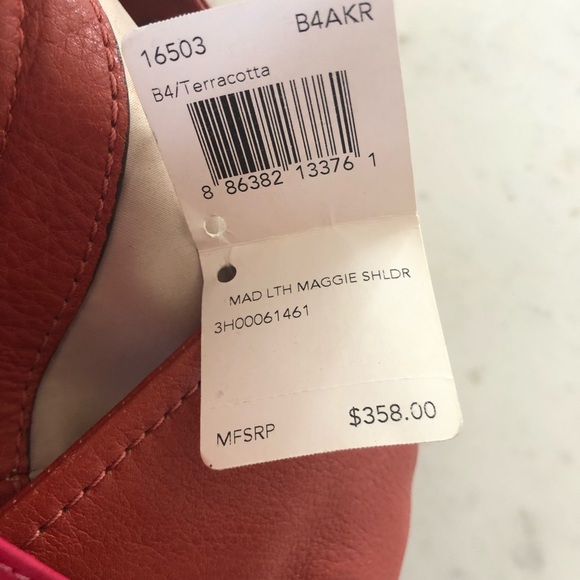 16503 B4AKR
B4/Terracotta
8 86382 13376 1
MAD LTH MAGGIE SHLDR
3H00061461
MFSRP $358.00